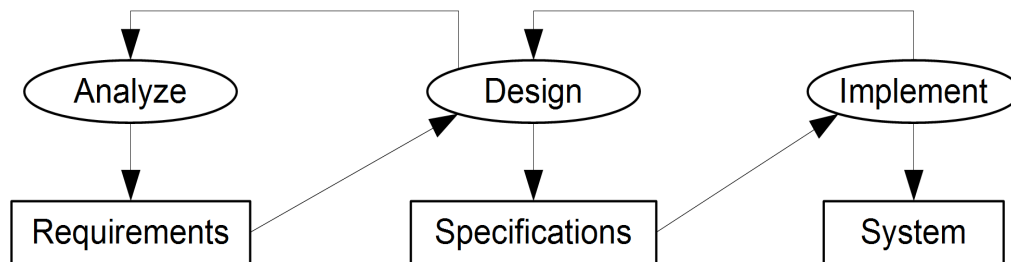 Analyze
Design
Implement
Requirements
Specifications
System